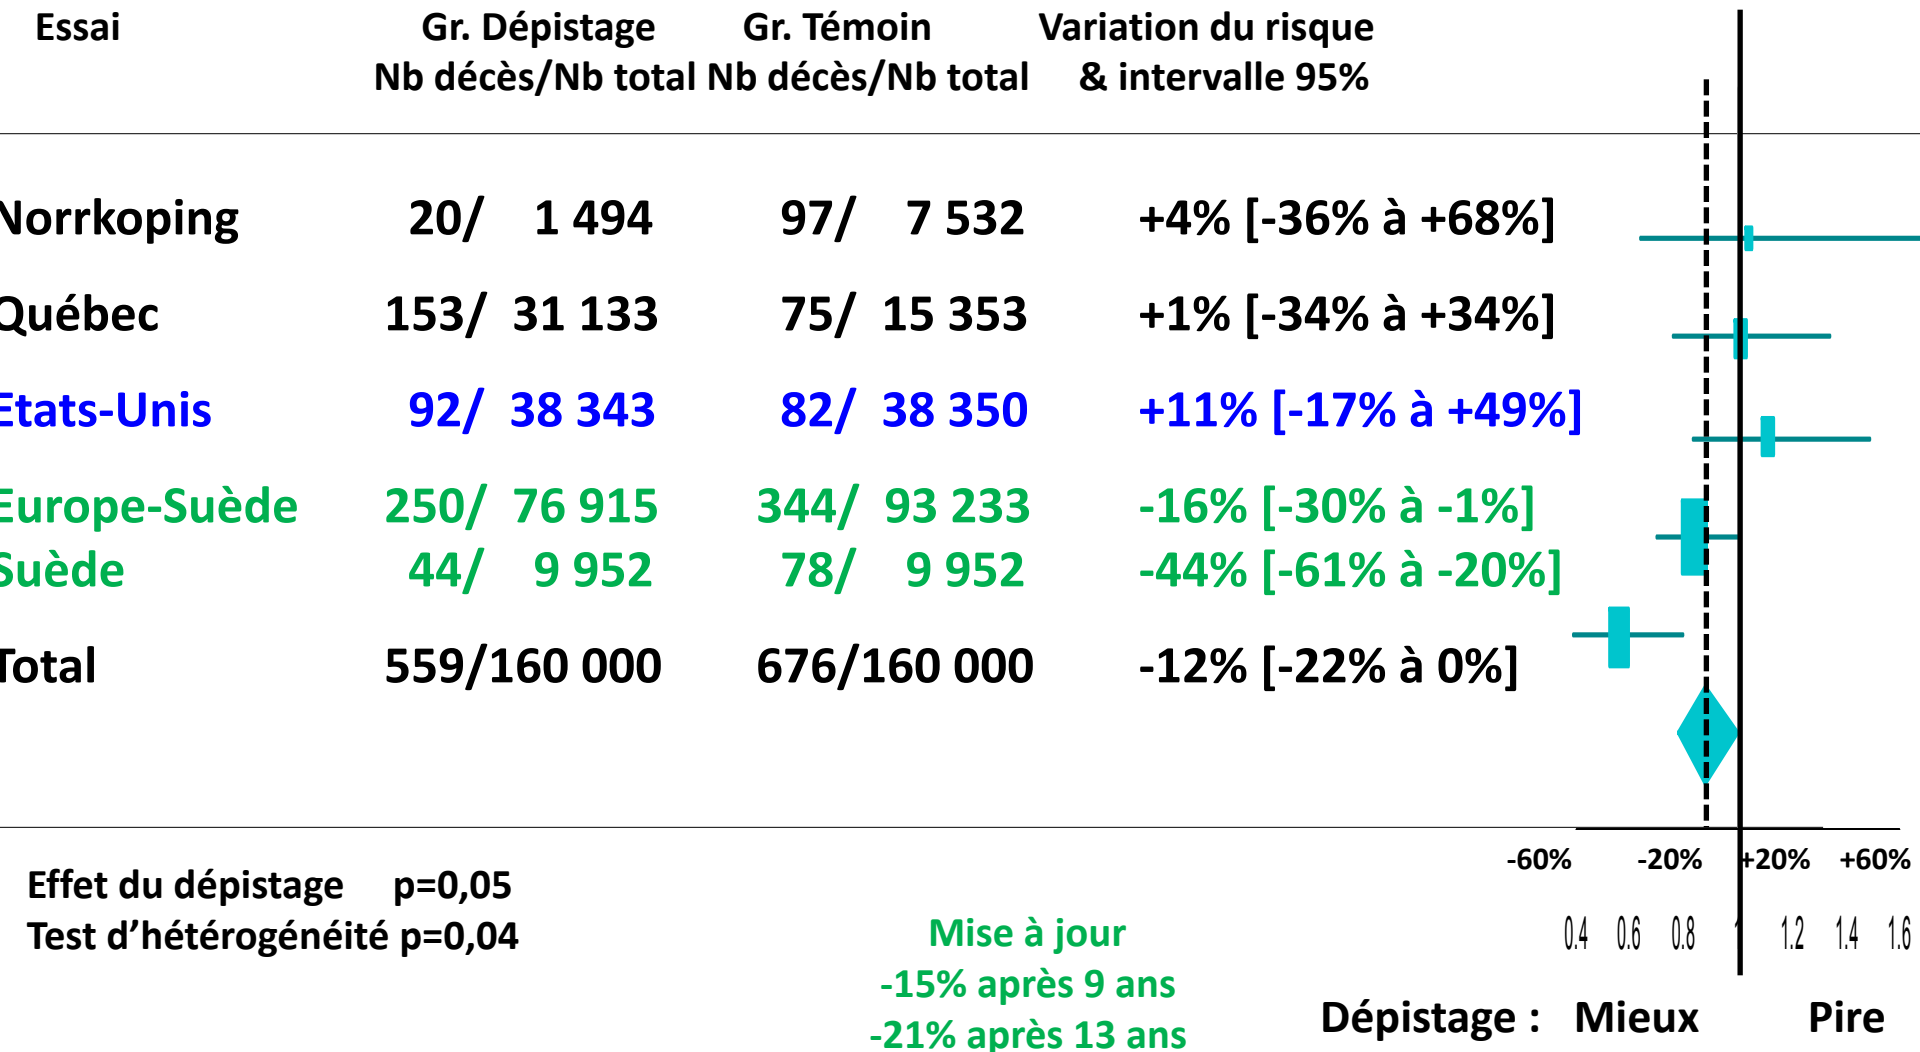 Essai Gr. Dépistage Gr. Témoin Variation du risque
Nb décès/Nb total Nb décès/Nb total & intervalle 95%
Norrkoping 20/ 1 494 97/ 7 532 +4% [-36% à +68%]
Québec 153/ 31 133 75/ 15 353 +1% [-34% à +34%]
Etats-Unis 92/ 38 343 82/ 38 350 +11% [-17% à +49%]
Europe-Suède 250/ 76 915 344/ 93 233 -16% [-30% à -1%]
Suède 44/ 9 952 78/ 9 952 -44% [-61% à -20%]
Total 559/160 000 676/160 000 -12% [-22% à 0%]
-60% -20% +20% +60%
Effet du dépistage p=0,05
Test d’hétérogénéité p=0,04
0.4 0.6 0.8 1 1.2 1.4 1.6
Mise à jour
-15% après 9 ans
-21% après 13 ans
Dépistage : Mieux Pire